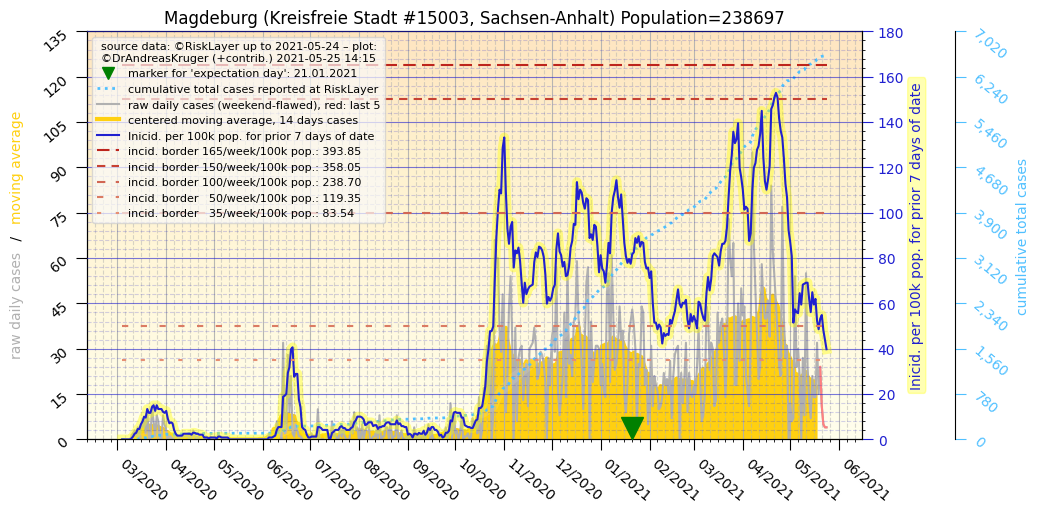 Magdeburg (Kreisfreie Stadt #15003, Sachsen-Anhalt) Population=238697
source data: ©RiskLayer up to 2021-05-24 – plot:
©DrAndreasKruger (+contrib.) 2021-05-25 14:15
marker for 'expectation day': 21.01.2021
cumulative total cases reported at RiskLayer
raw daily cases (weekend-flawed), red: last 5
centered moving average, 14 days cases
Inicid. per 100k pop. for prior 7 days of date
incid. border 165/week/100k pop.: 393.85
incid. border 150/week/100k pop.: 358.05
incid. border 100/week/100k pop.: 238.70
incid. border   50/week/100k pop.: 119.35
incid. border   35/week/100k pop.: 83.54
raw daily cases / moving average
135
120
105
90
75
60
45
30
15
0
180
160
140
120
100
80
60
40
20
0
Inicid. per 100k pop. for prior 7 days of date
7,020
6,240
5,460
4,680
3,900
3,120
2,340
1,560
780
0
cumulative total cases
03/2020
04/2020
05/2020
06/2020
07/2020
08/2020
09/2020
10/2020
11/2020
12/2020
01/2021
02/2021
03/2021
04/2021
05/2021
06/2021